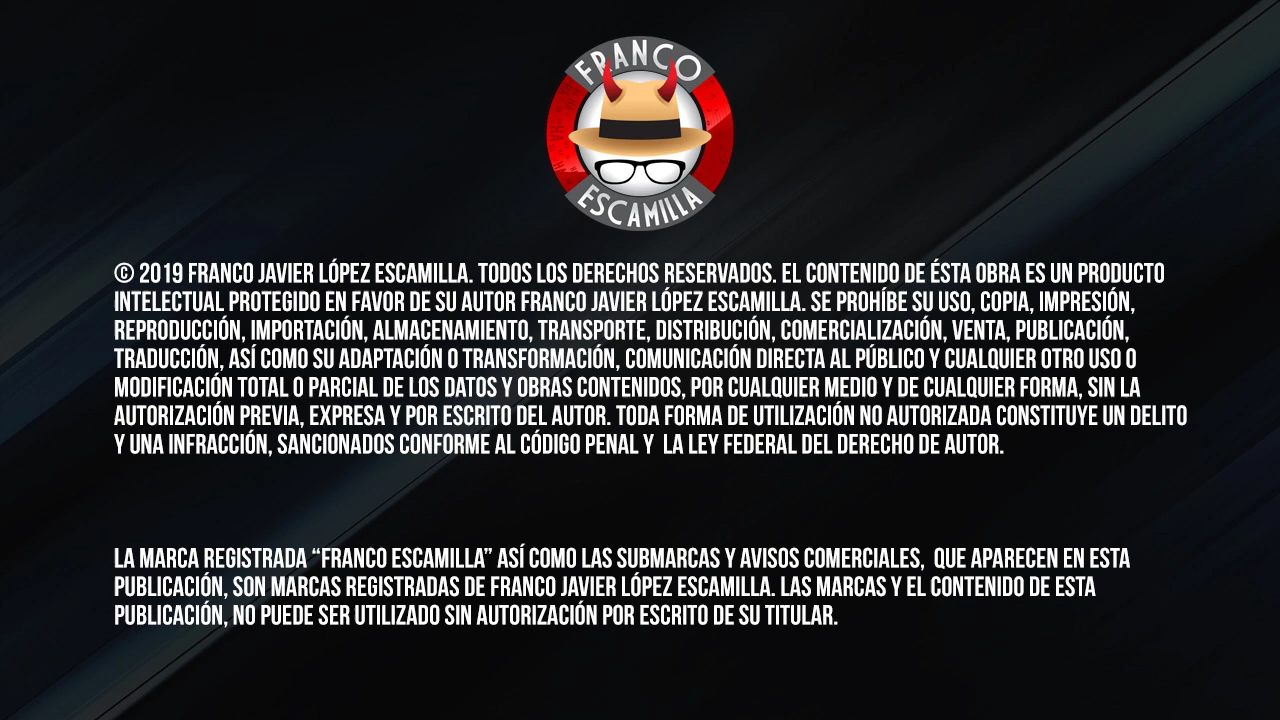 FRANCO
ESCAMILLA
© 2019 FRANCO JAVIER LÓPEZ ESCAMILLA. TODOS LOS DERECHOS RESERVADOS. EL CONTENIDO DE ÉSTA OBRA ES UN PRODUCTO
INTELECTUAL PROTEGIDO EN FAVOR DE SU AUTOR FRANCO JAVIER LÓPEZ ESCAMILLA. SE PROHÍBE SU USO, COPIA, IMPRESIÓN,
REPRODUCCIÓN, IMPORTACIÓN, ALMACENAMIENTO, TRANSPORTE, DISTRIBUCIÓN, COMERCIALIZACIÓN, VENTA, PUBLICACIÓN,
TRADUCCIÓN, ASÍ COMO SU ADAPTACIÓN O TRANSFORMACIÓN, COMUNICACIÓN DIRECTA AL PÚBLICO Y CUALQUIER OTRO USO O
MODIFICACIÓN TOTAL O PARCIAL DE LOS DATOS Y OBRAS CONTENIDOS, POR CUALQUIER MEDIO Y DE CUALQUIER FORMA, SIN LA
AUTORIZACIÓN PREVIA, EXPRESA Y POR ESCRITO DEL AUTOR. TODA FORMA DE UTILIZACIÓN NO AUTORIZADA CONSTITUYE UN DELITO
Y UNA INFRACCIÓN, SANCIONADOS CONFORME AL CÓDIGO PENAL Y  LA LEY FEDERAL DEL DERECHO DE AUTOR.
LA MARCA REGISTRADA “FRANCO ESCAMILLA” ASÍ COMO LAS SUBMARCAS Y AVISOS COMERCIALES,  QUE APARECEN EN ESTA
PUBLICACIÓN, SON MARCAS REGISTRADAS DE FRANCO JAVIER LÓPEZ ESCAMILLA. LAS MARCAS Y EL CONTENIDO DE ESTA
PUBLICACIÓN, NO PUEDE SER UTILIZADO SIN AUTORIZACIÓN POR ESCRITO DE SU TITULAR.